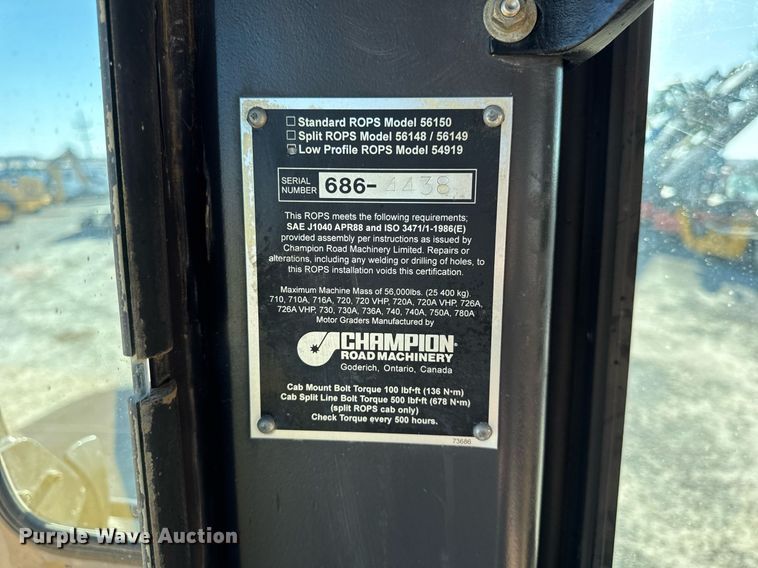 Standard ROPS Model 56150
Split ROPS Model 56148 / 56149
Low Profile ROPS Model 54919
SERIAL
NUMBER 686-4438
This ROPS meets the following requirements;
SAE J1040 APR88 and ISO 3471/1-1986(E)
provided assembly per instructions as issued by
Champion Road Machinery Limited. Repairs or
alterations, including any welding or drilling of holes, to
this ROPS installation voids this certification.
Maximum Machine Mass of 56,000lbs. (25 400 kg)
710, 710A, 716A, 720, 720 VHP, 720A, 720A VHP, 726A,
726A VHP, 730, 730A, 736A, 740, 740A, 750A, 780A
Motor Graders Manufactured by
CHAMPION
ROAD MACHINERY
Goderich, Ontario, Canada
Cab Mount Bolt Torque 100 lbf•ft (136 N•m)
Cab Split Line Bolt Torque 500 lbf•ft (678 N•m)
(split ROPS cab only)
Check Torque every 500 hours.
73686
Purple Wave Auction